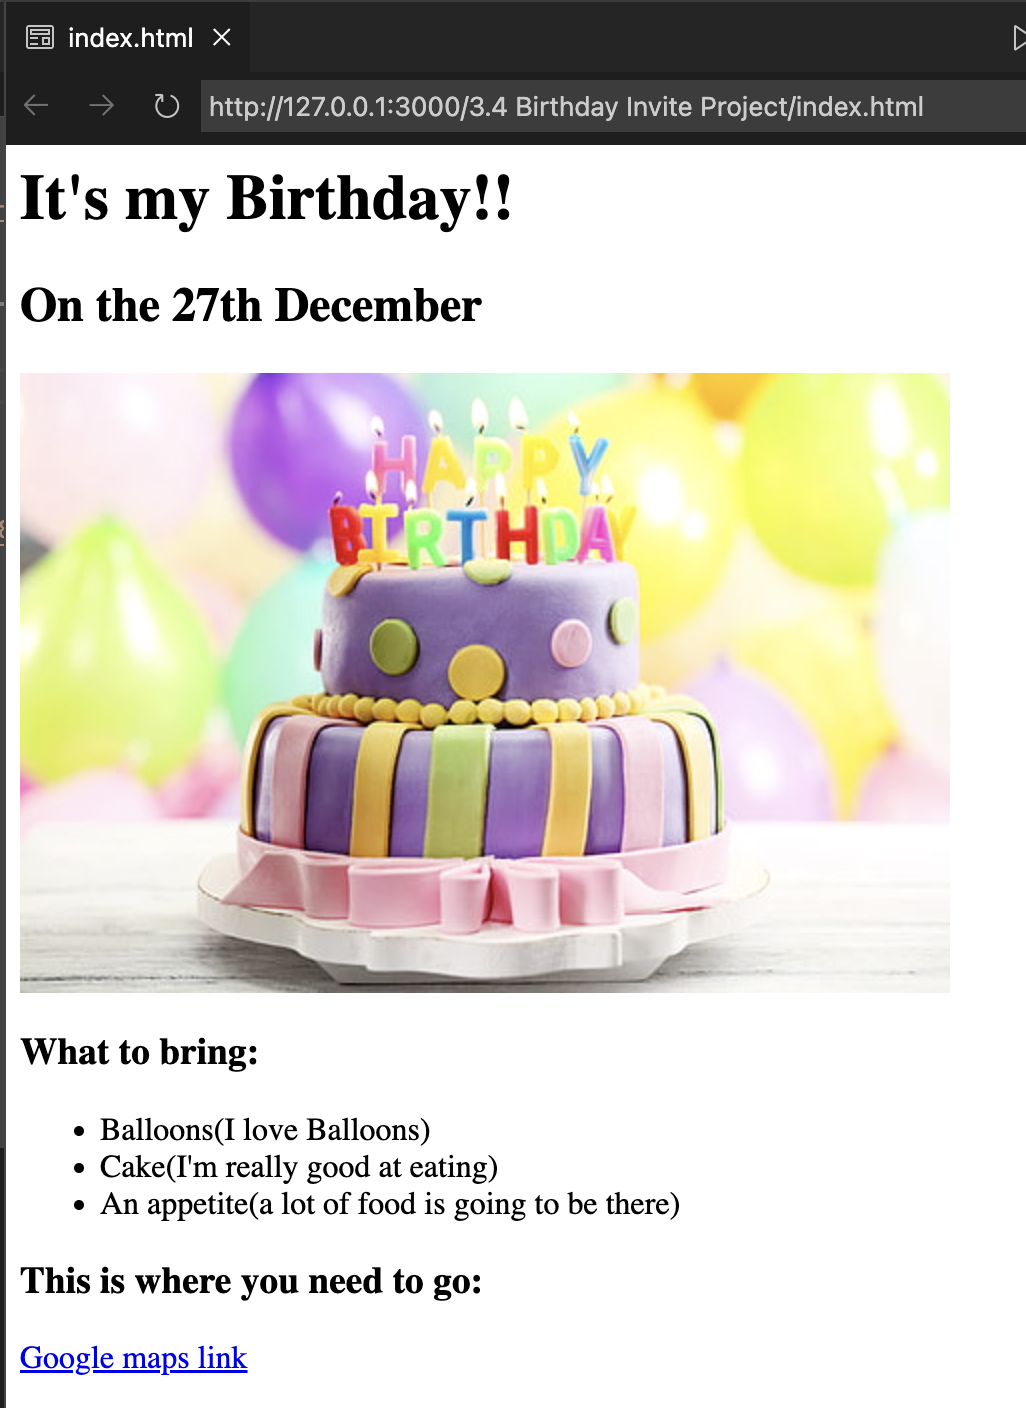 index.html
http://127.0.0.1:3000/3.4 Birthday Invite Project/index.html
It's my Birthday!!
On the 27th December
HAPPY
BIRTHDAY
What to bring:
Balloons(I love Balloons)
Cake(I'm really good at eating)
An appetite(a lot of food is going to be there)
This is where you need to go:
Google maps link